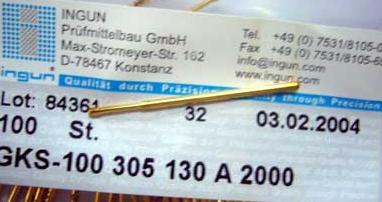 INGUN
Prüfmittelbau GmbH
Max-Stromeyer-Str. 162
D-78467 Konstanz
Tel. +49 (0) 7531/8105-0
Fax +49 (0) 7531/8105-65
info@ingun.com
www.ingun.com
ingun
Qualität durch Präzision through Precision
Lot: 84361 32 03.02.2004
100 St.
GKS-100 305 130 A 2000